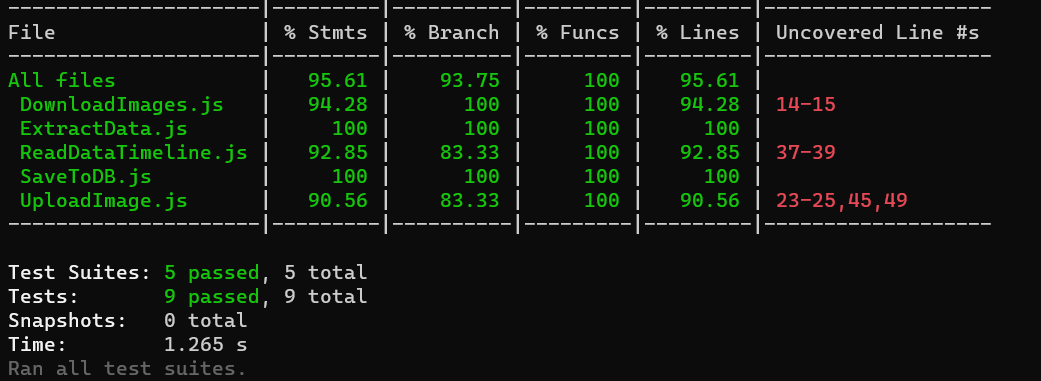 ---------------------|---------|----------|---------|---------|-------------------
File                 | % Stmts | % Branch | % Funcs | % Lines | Uncovered Line #s
---------------------|---------|----------|---------|---------|-------------------
All files            |   95.61 |    93.75 |     100 |   95.61 |
 DownloadImages.js   |   94.28 |      100 |     100 |   94.28 | 14-15
 ExtractData.js      |     100 |      100 |     100 |     100 |
 ReadDataTimeline.js |   92.85 |    83.33 |     100 |   92.85 | 37-39
 SaveToDB.js         |     100 |      100 |     100 |     100 |
 UploadImage.js      |   90.56 |    83.33 |     100 |   90.56 | 23-25,45,49
---------------------|---------|----------|---------|---------|-------------------
Test Suites: 5 passed, 5 total
Tests:       9 passed, 9 total
Snapshots:   0 total
Time:        1.265 s
Ran all test suites.